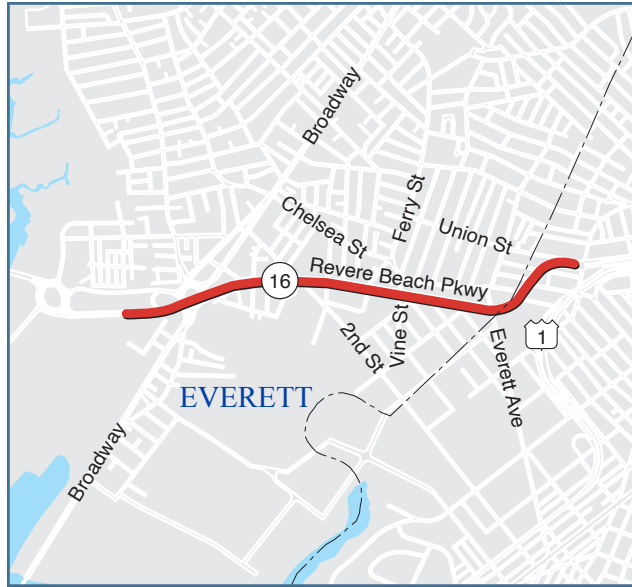 Broadway
Ferry St
Chelsea St
Union St
Revere Beach Pkwy
16
2nd St
Vine St
Everett Ave
1
EVERETT
Broadway